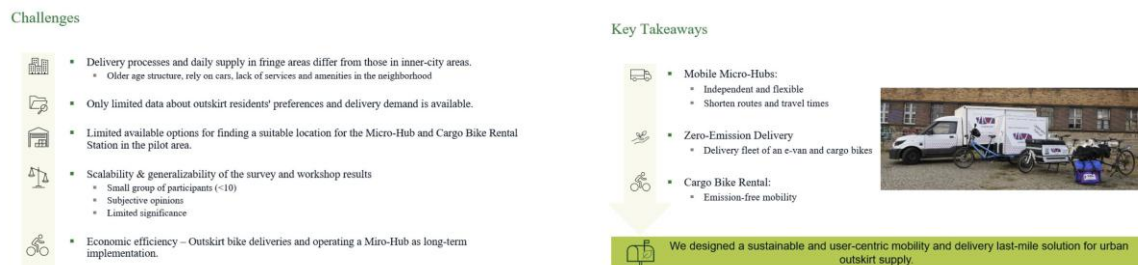 Challenges
Delivery processes and daily supply in fringe areas differ from those in inner-city areas.
Older age structure, rely on cars, lack of services and amenities in the neighborhood
Only limited data about outskirt residents' preferences and delivery demand is available.
Limited available options for finding a suitable location for the Micro-Hub and Cargo Bike Rental
Station in the pilot area.
Scalability & generalizability of the survey and workshop results
Small group of participants (<10)
Subjective opinions
Limited significance
Economic efficiency – Outskirt bike deliveries and operating a Miro-Hub as long-term
implementation.
Key Takeaways
Mobile Micro-Hubs:
Independent and flexible
Shorten routes and travel times
Zero-Emission Delivery
Delivery fleet of an e-van and cargo bikes
Cargo Bike Rental:
Emission-free mobility
We designed a sustainable and user-centric mobility and delivery last-mile solution for urban
outskirt supply.